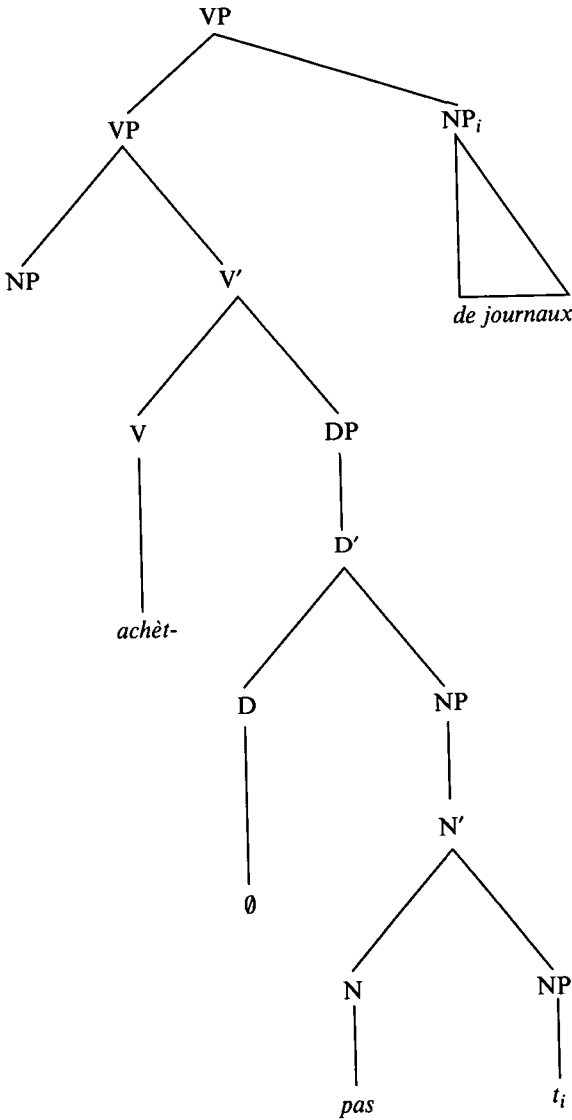 VP
VP NPᵢ
NP V′ de journaux
V DP
D′
achèt-
D NP
N′
∅
N NP
pas tᵢ